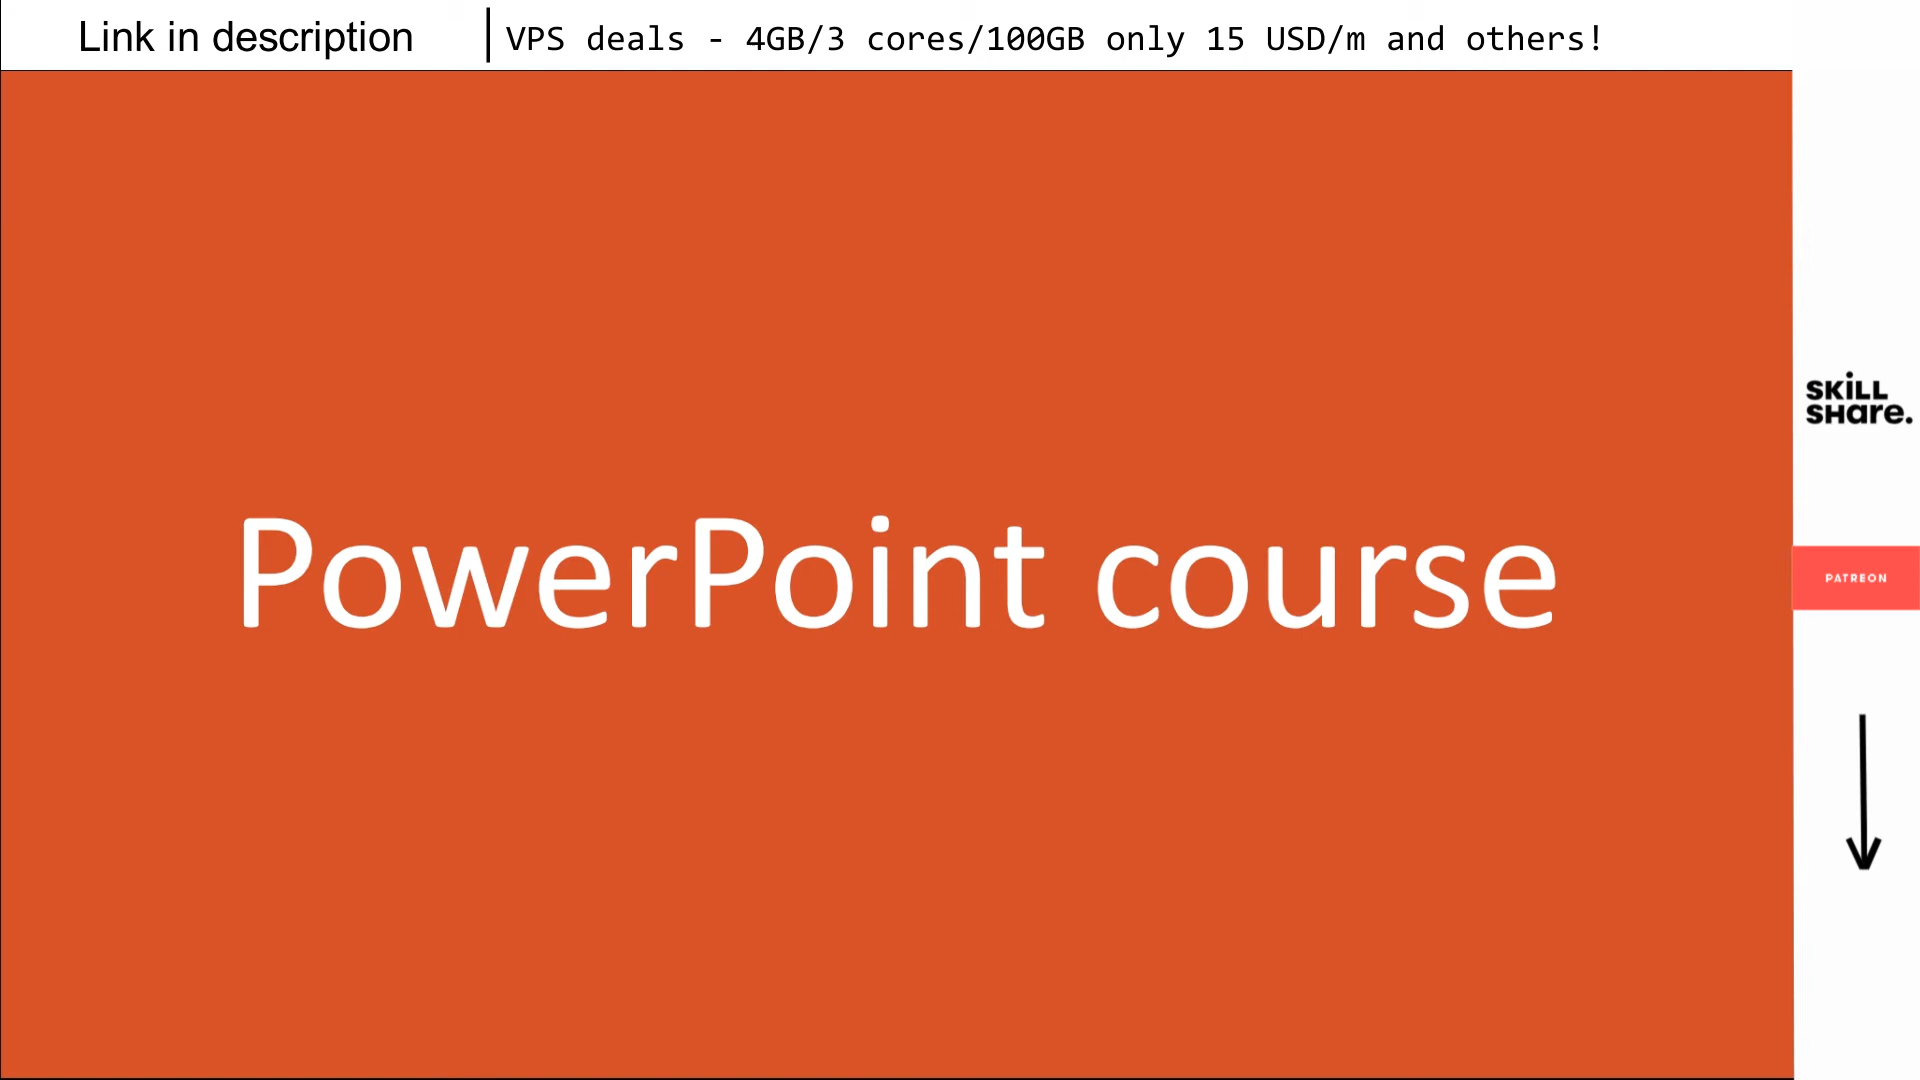 Link in description
VPS deals - 4GB/3 cores/100GB only 15 USD/m and others!
SKiLL
SHare.
PowerPoint course
PATREON